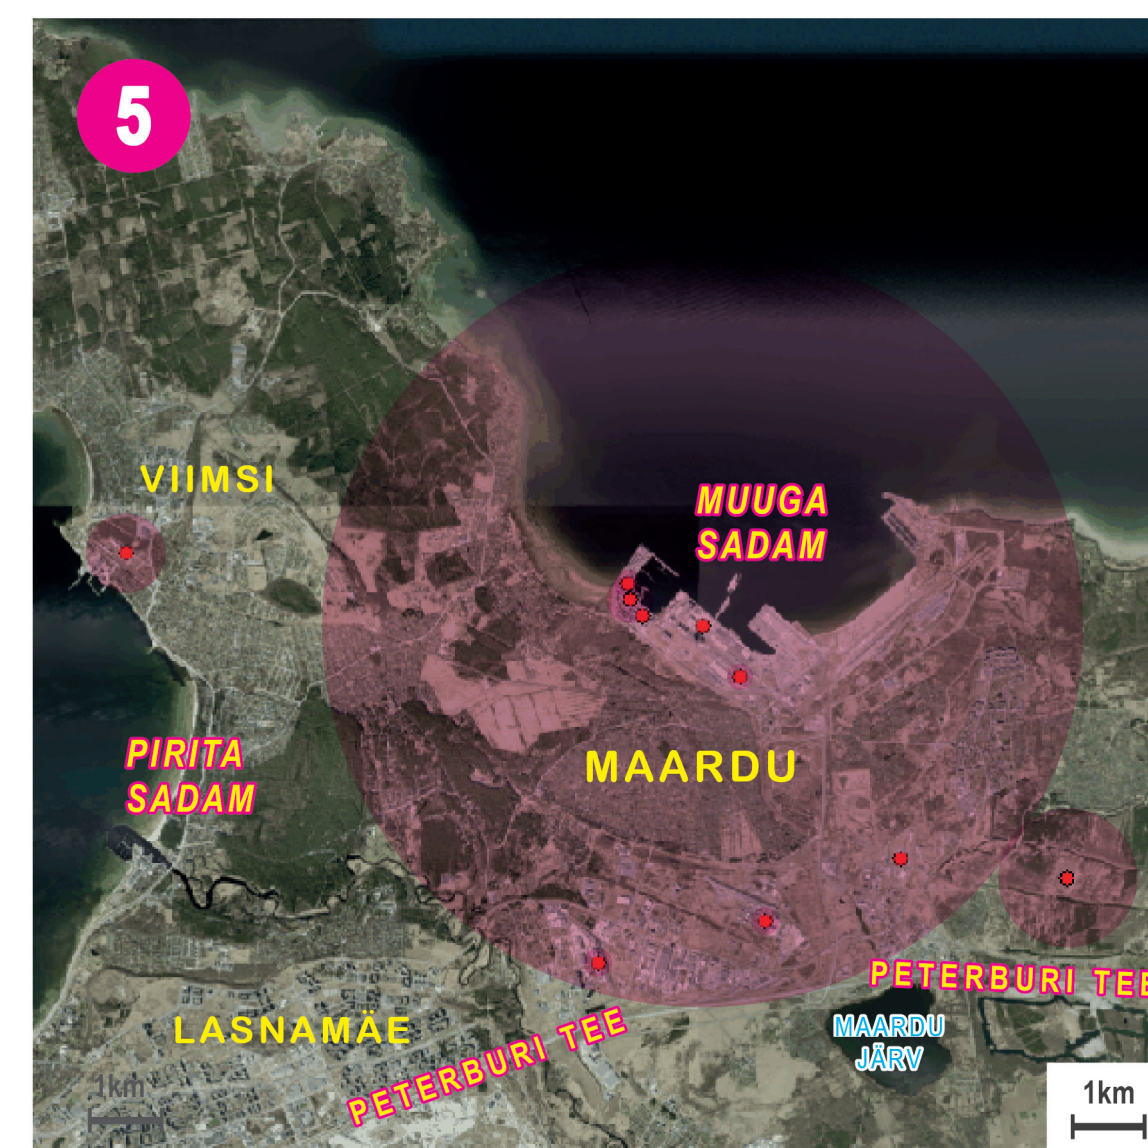 5
VIIMSI
MUUGA
SADAM
PIRITA
SADAM
MAARDU
PETERBURI TEE
LASNAMÄE
PETERBURI TEE
MAARDU
JÄRV
1km
1km